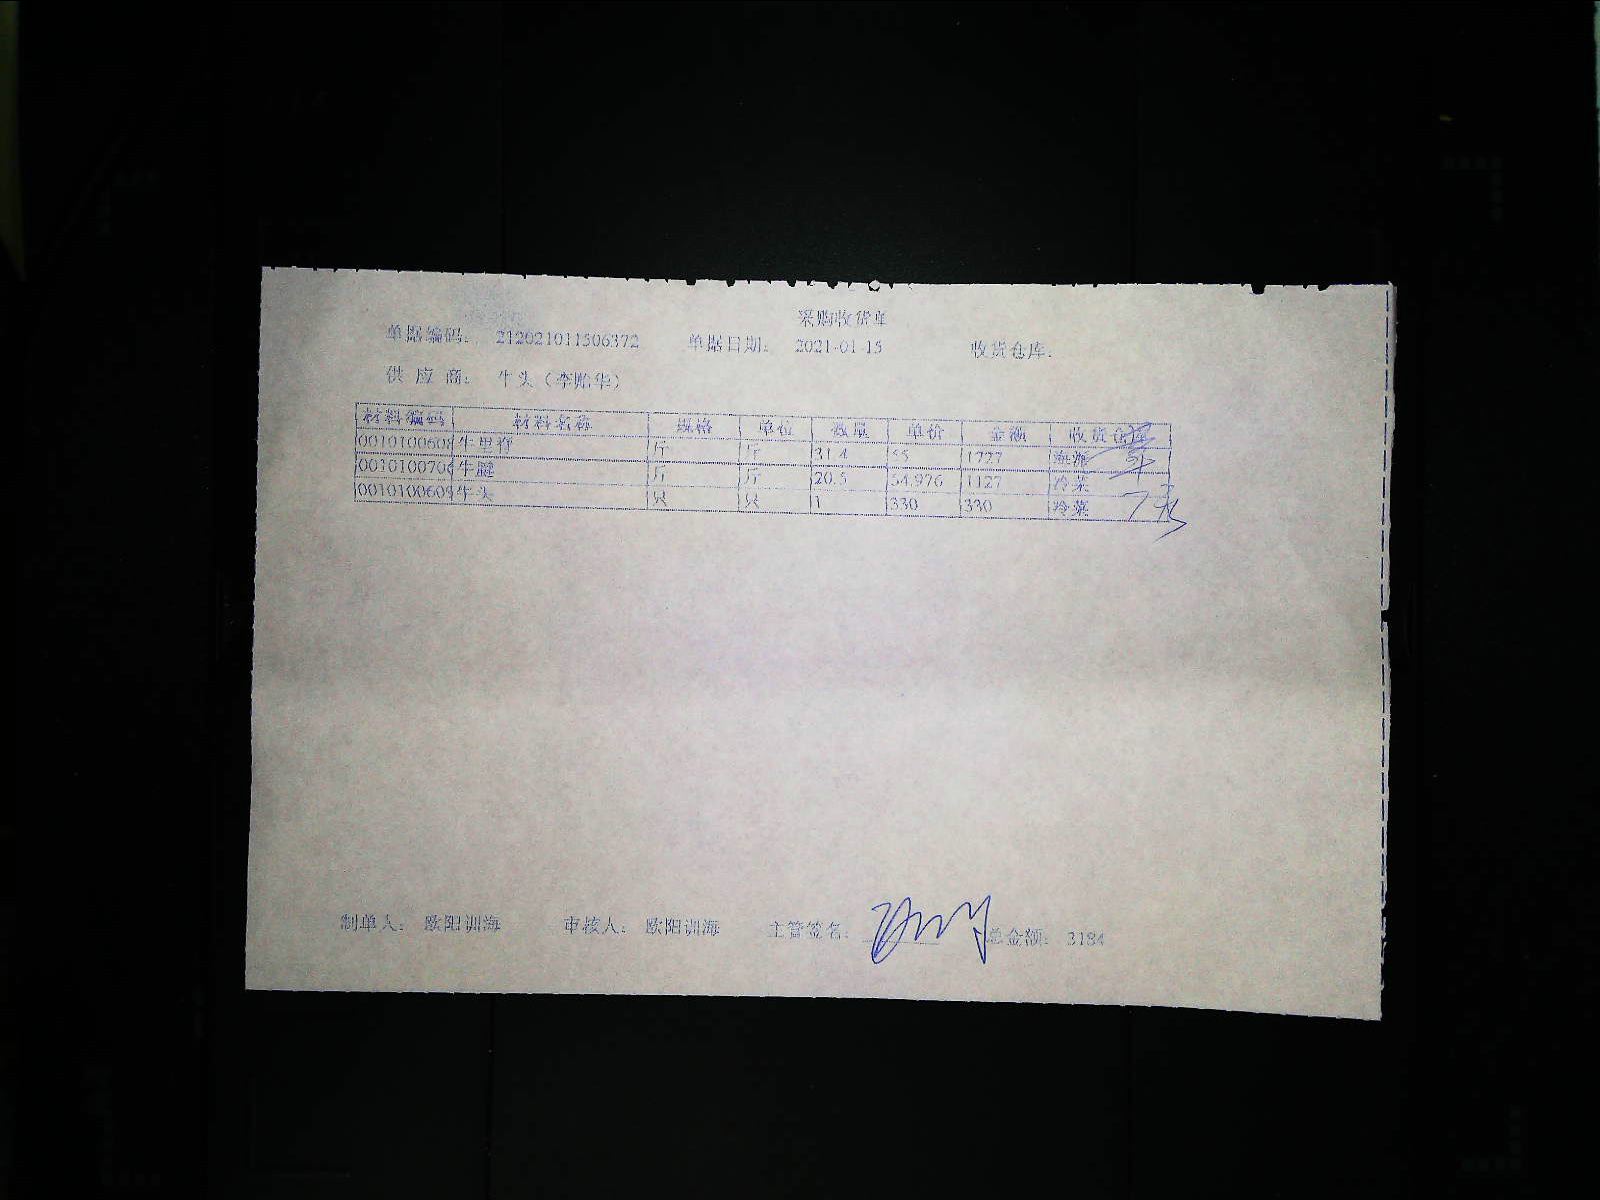 采购收货单
单据编码： 212021011506372 单据日期： 2021-01-15 收货仓库：
供 应 商： 牛头（李贻华）
材料编码 材料名称 规格 单位 数量 单价 金额 收货仓库
0010100608 牛里脊 斤 斤 31.4 55 1727
0010100706 牛腱 斤 斤 20.5 54.976 1127 冷菜
0010100609 牛头 只 只 1 330 330 冷菜
制单人： 欧阳训海 审核人： 欧阳训海 主管签名： 总金额： 3184